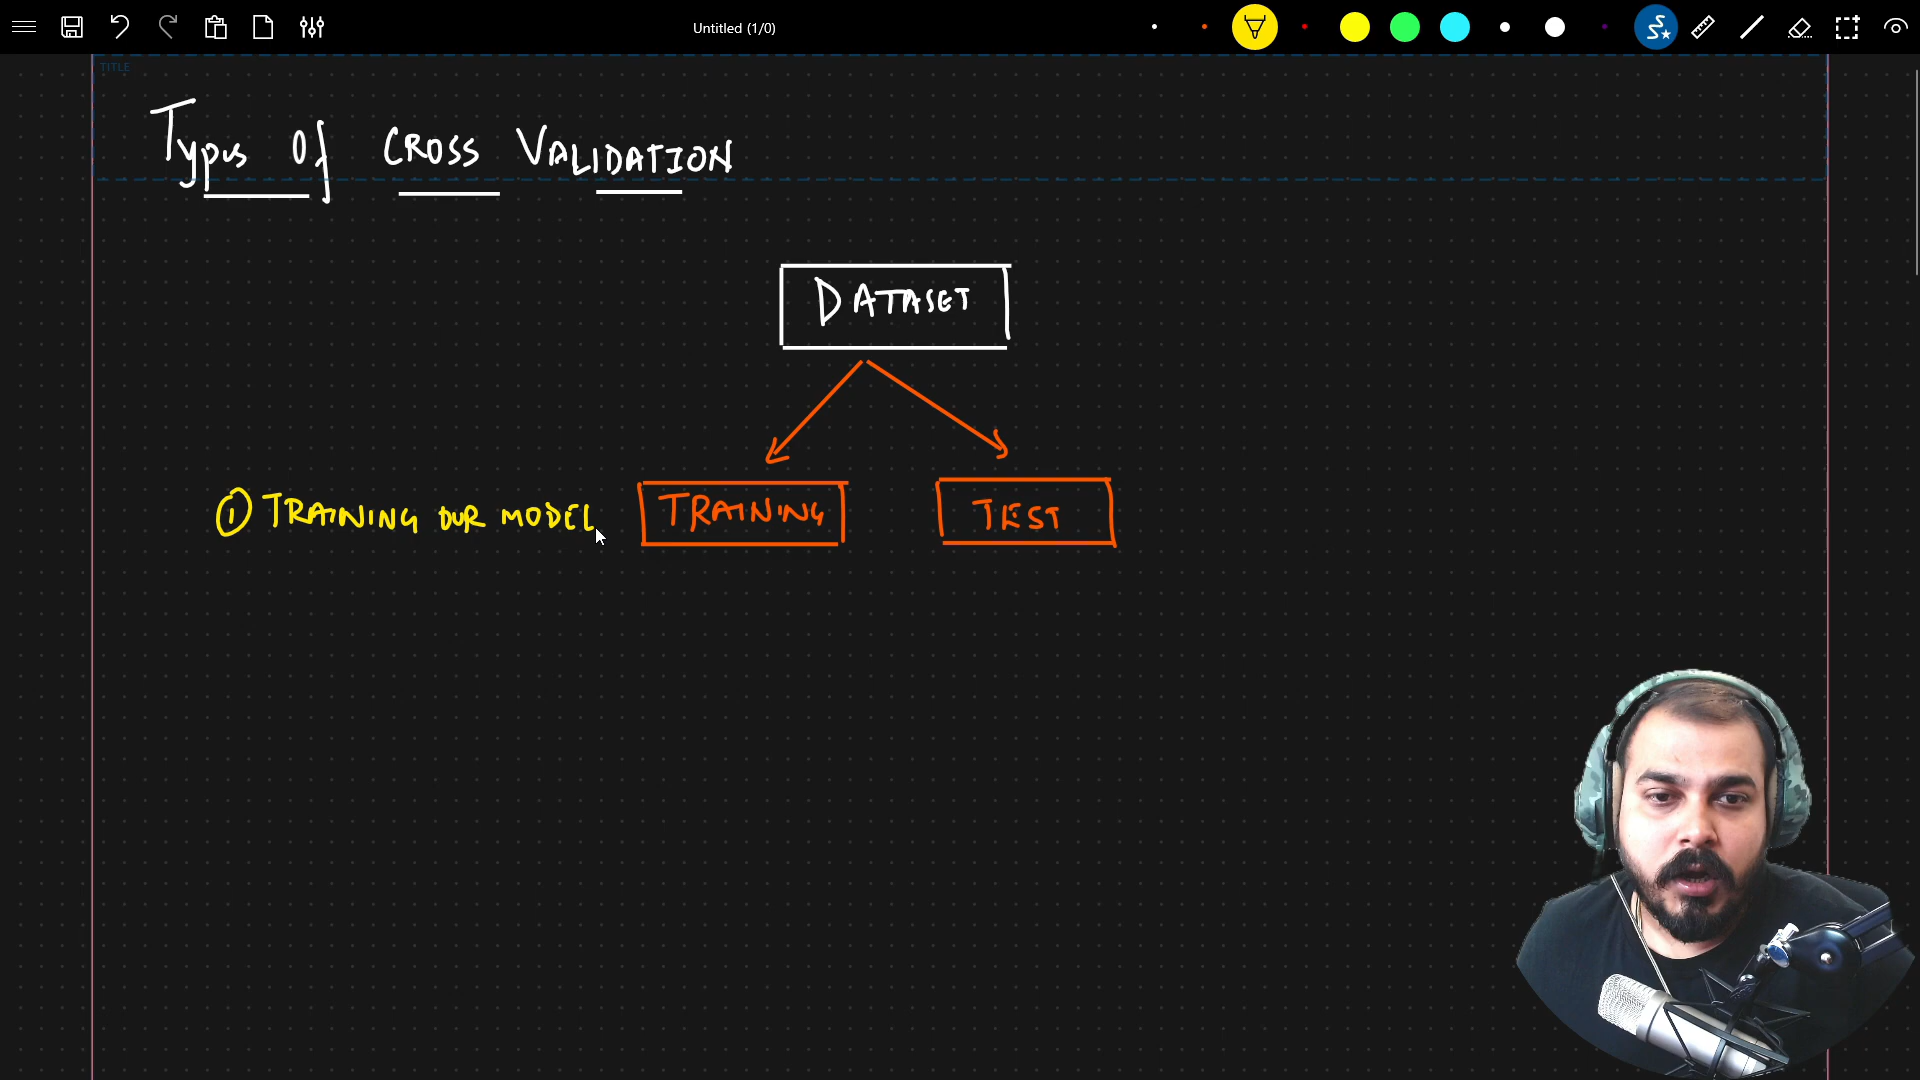 Untitled (1/0)
TITLE
Types Of CROSS VALIDATION
DATASET
① TRAINING OUR MODEL TRAINING TEST